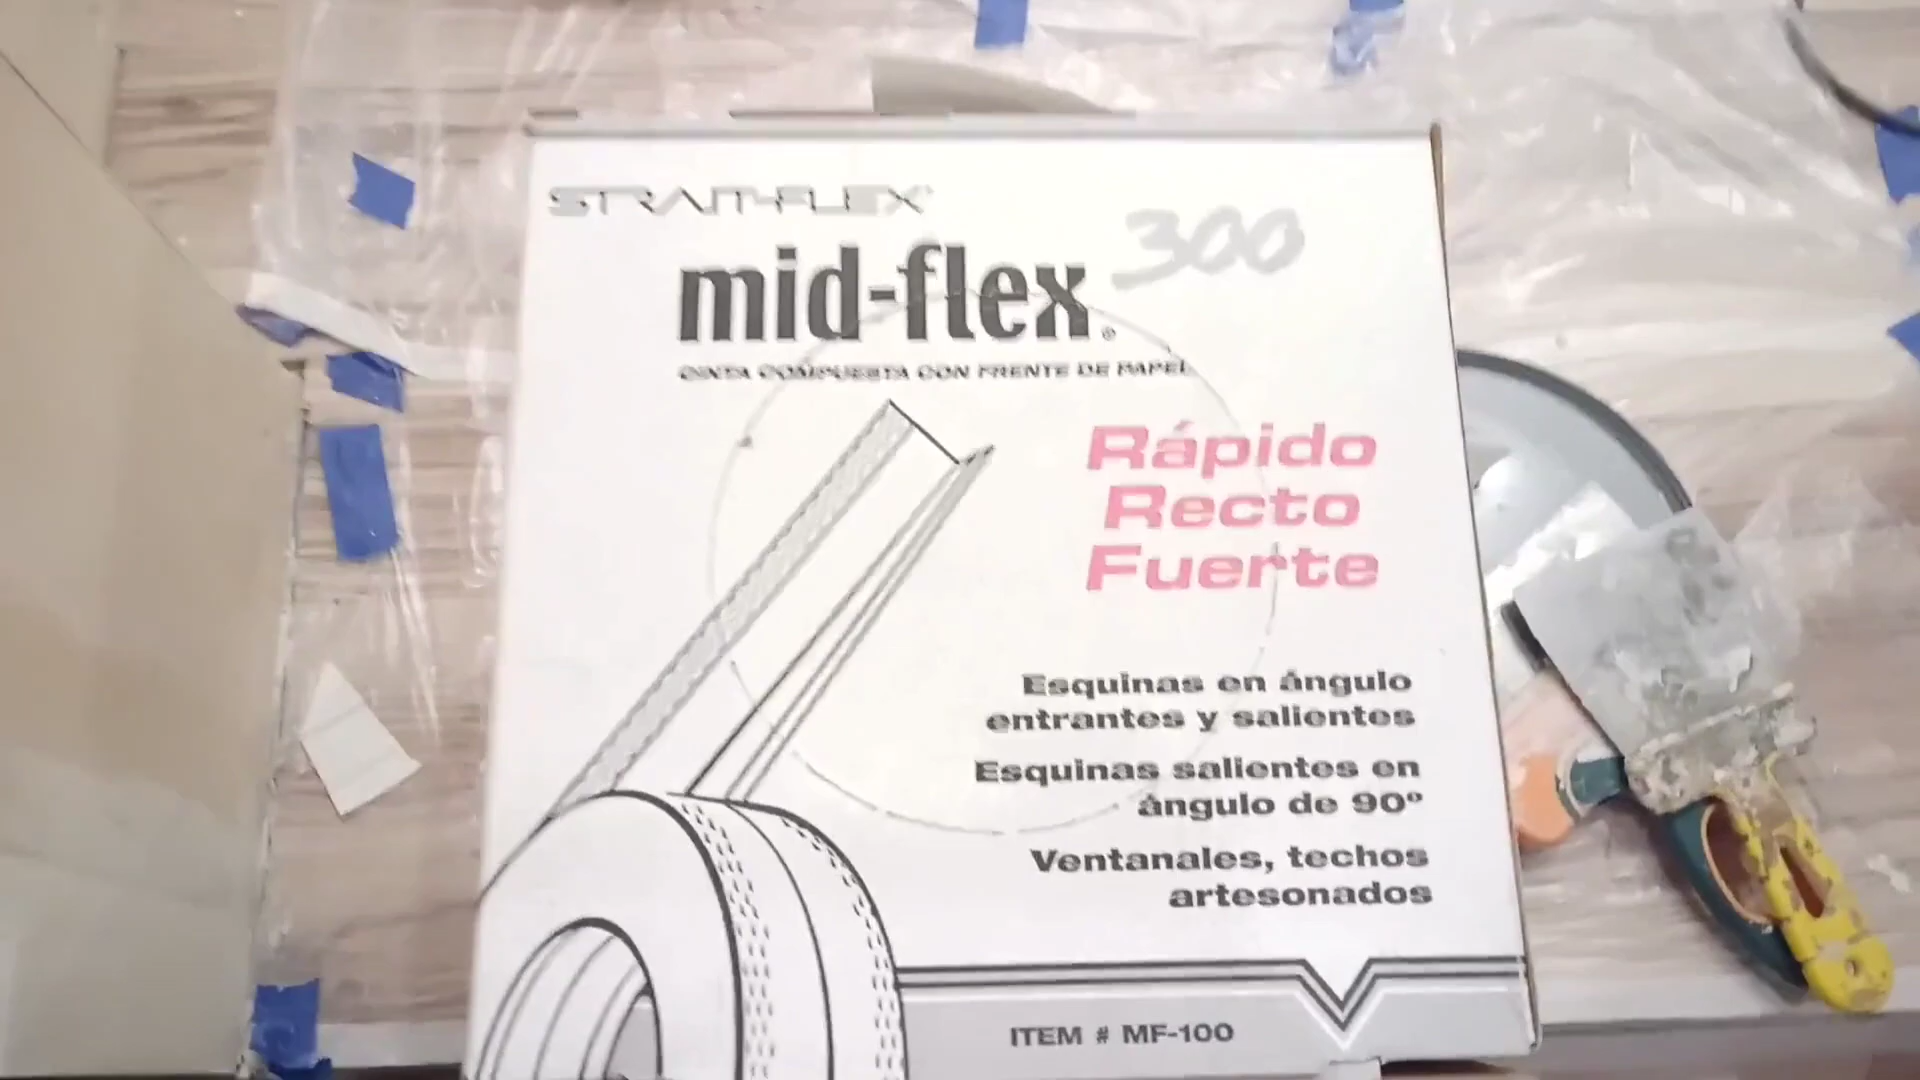 STRAIT-FLEX®
mid-flex® 300
CINTA COMPUESTA CON FRENTE DE PAPEL
Rápido
Recto
Fuerte
Esquinas en ángulo
entrantes y salientes
Esquinas salientes en
ángulo de 90º
Ventanales, techos
artesonados
ITEM # MF-100